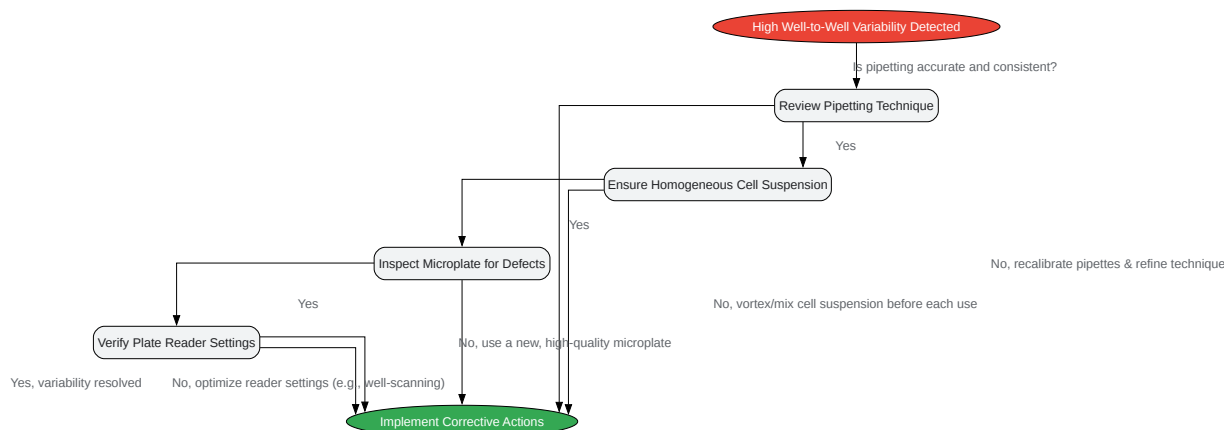 High Well-to-Well Variability Detected
Is pipetting accurate and consistent?
Review Pipetting Technique
Yes
Ensure Homogeneous Cell Suspension
Yes
Inspect Microplate for Defects
No, recalibrate pipettes & refine technique
Yes
No, vortex/mix cell suspension before each use
Verify Plate Reader Settings
No, use a new, high-quality microplate
Yes, variability resolved
No, optimize reader settings (e.g., well-scanning)
Implement Corrective Actions